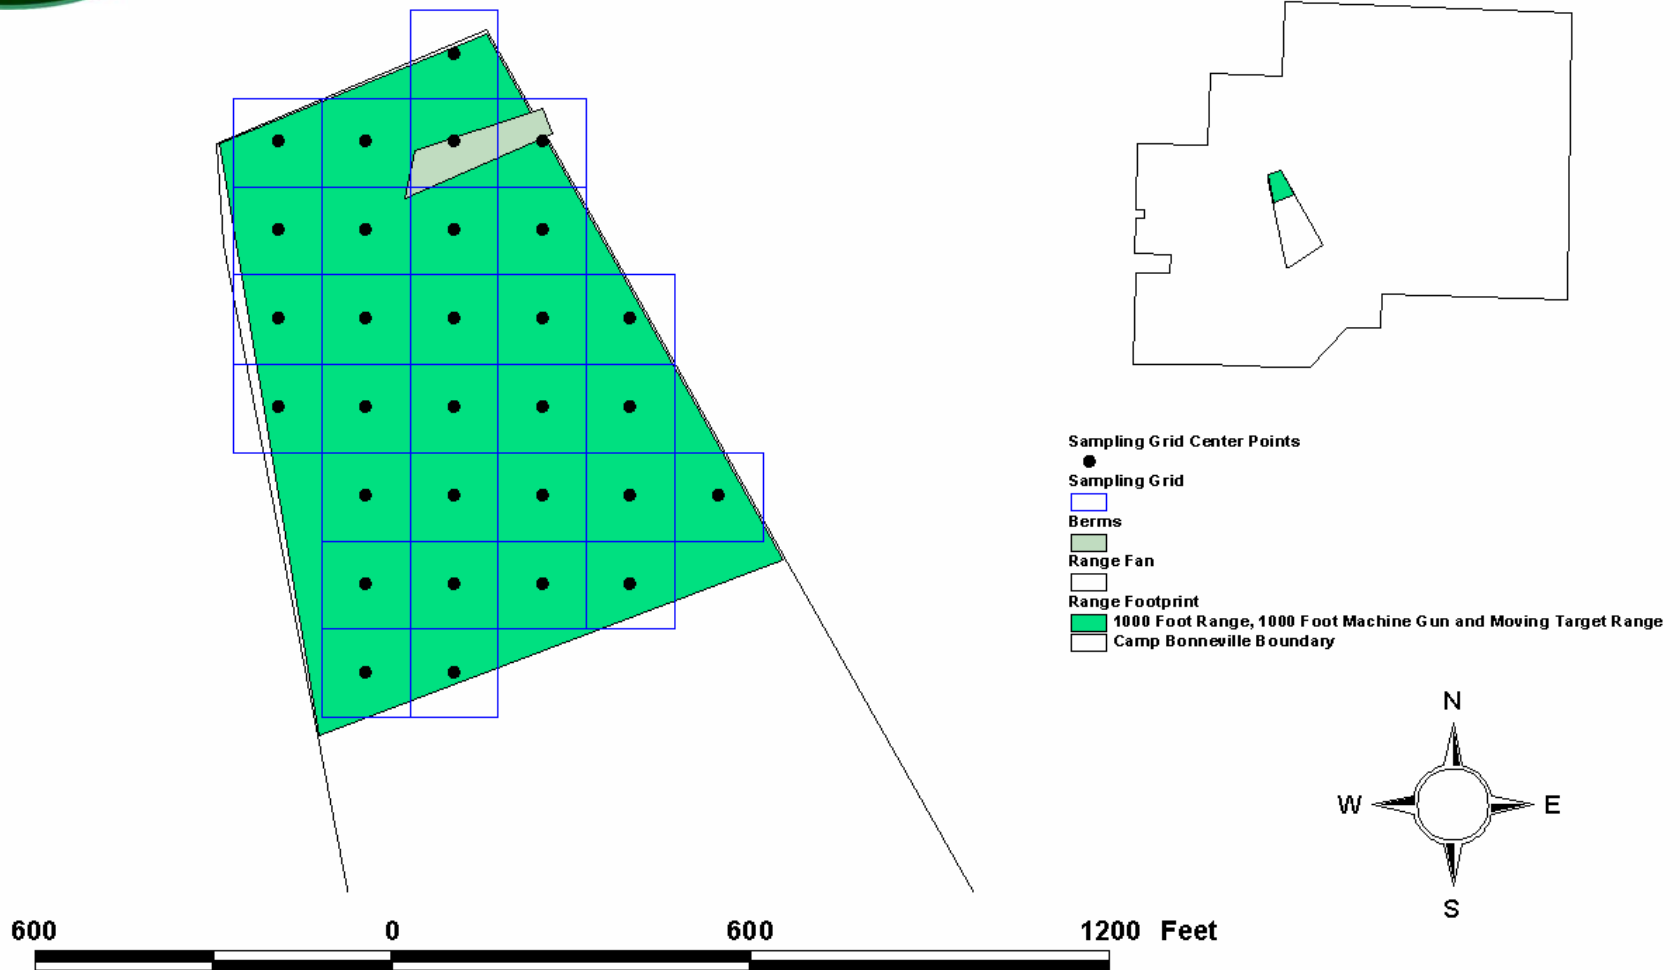 Sampling Grid Center Points
Sampling Grid
Berms
Range Fan
Range Footprint
1000 Foot Range, 1000 Foot Machine Gun and Moving Target Range
Camp Bonneville Boundary
N
W E
S
600 0 600 1200 Feet